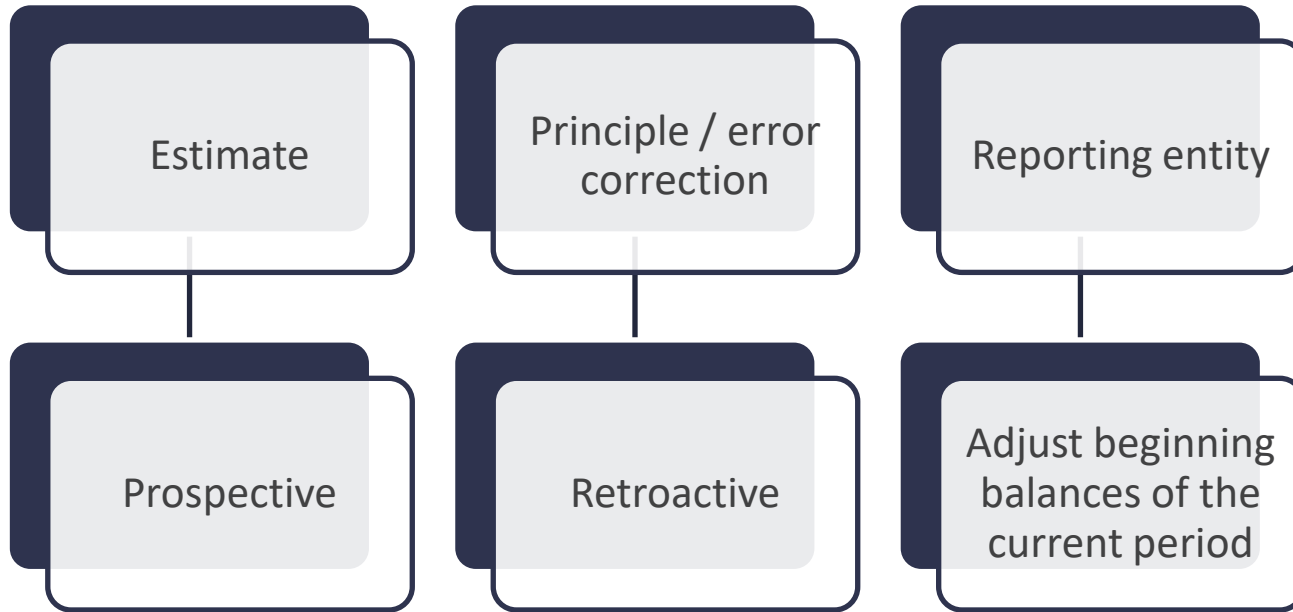 Estimate
Principle / error
correction
Reporting entity
Prospective
Retroactive
Adjust beginning
balances of the
current period